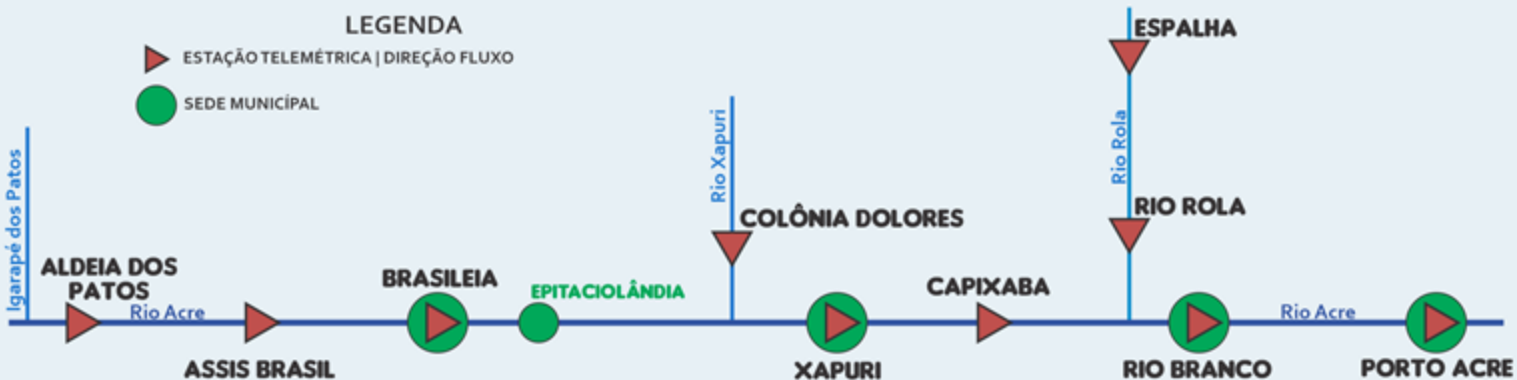 LEGENDA
ESTAÇÃO TELEMÉTRICA | DIREÇÃO FLUXO
SEDE MUNICÍPAL
Igarapé dos Patos
ALDEIA DOS
PATOS
Rio Acre
ASSIS BRASIL
BRASILEIA
EPITACIOLÂNDIA
Rio Xapuri
COLÔNIA DOLORES
XAPURI
CAPIXABA
ESPALHA
Rio Rola
RIO ROLA
RIO BRANCO
Rio Acre
PORTO ACRE